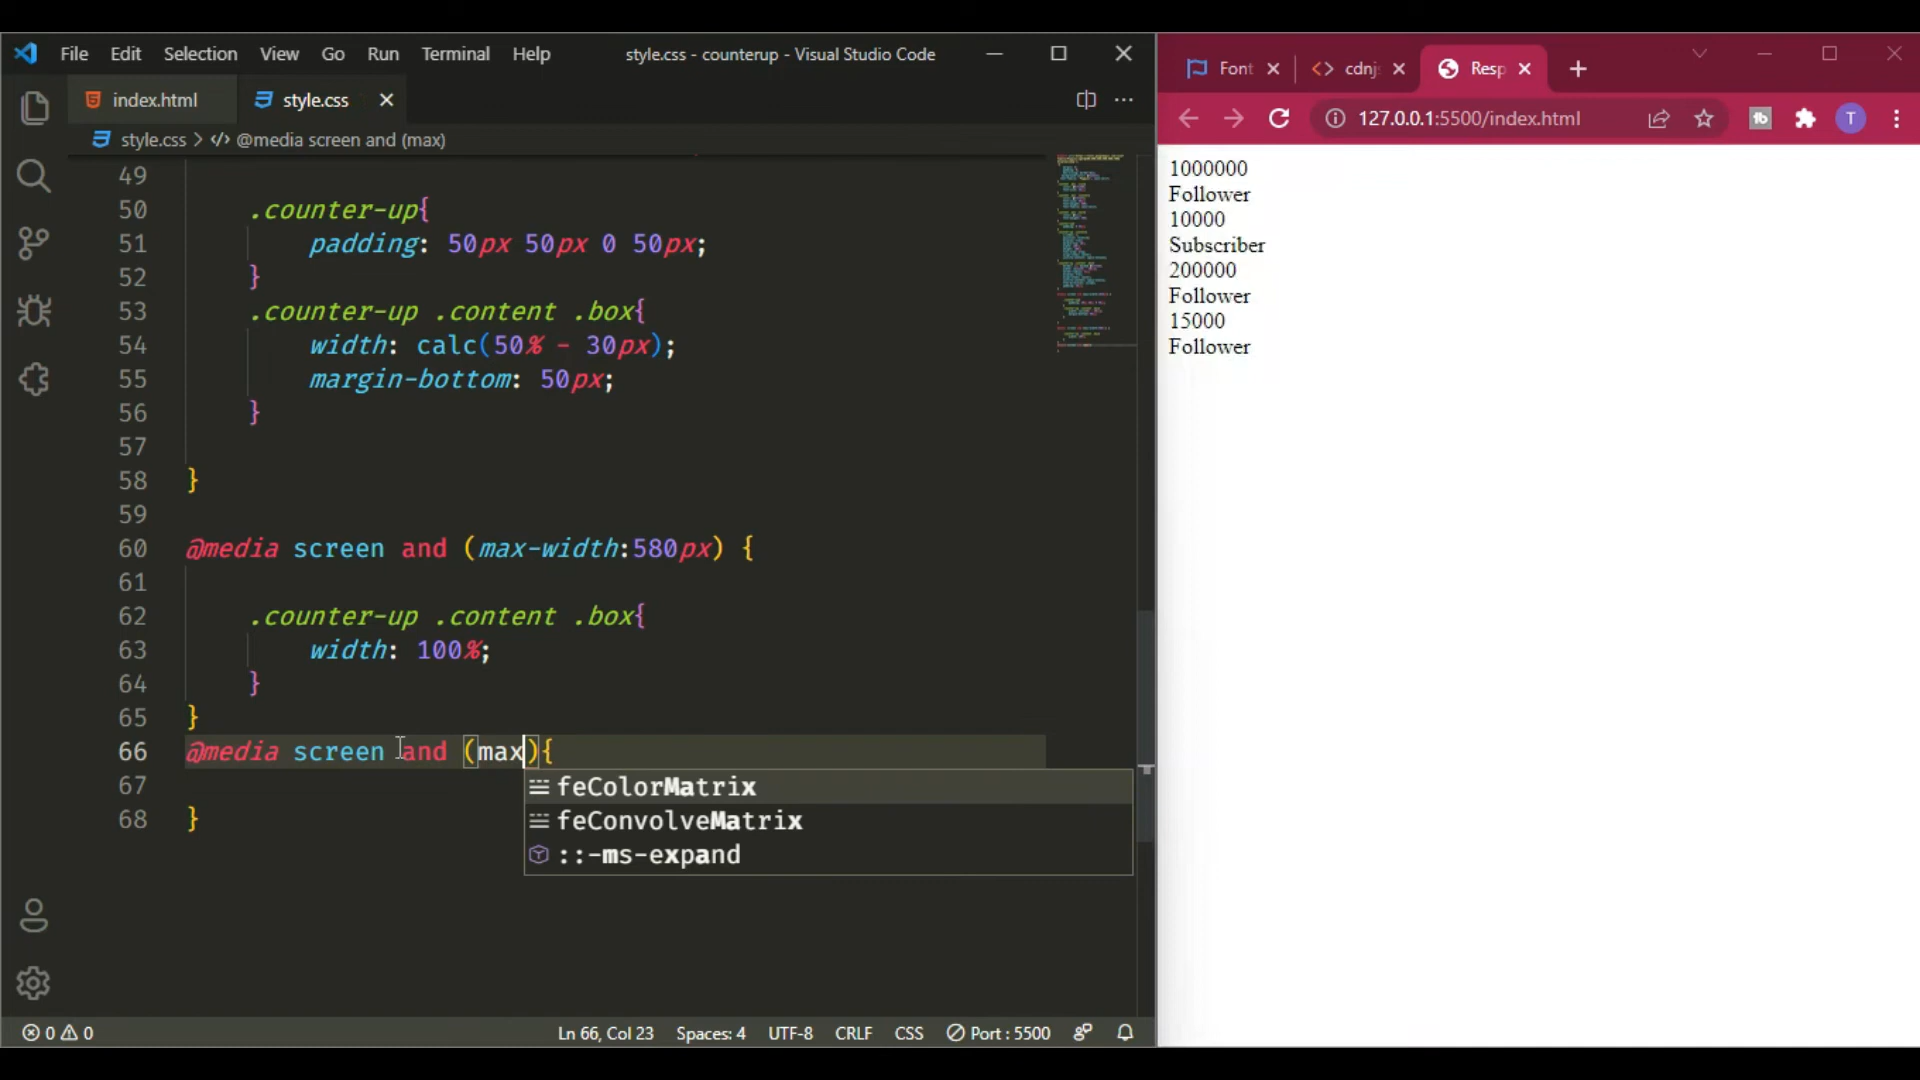 File Edit Selection View Go Run Terminal Help
style.css - counterup - Visual Studio Code
index.html
style.css
style.css > @media screen and (max)
49
50 .counter-up{
51 padding: 50px 50px 0 50px;
52 }
53 .counter-up .content .box{
54 width: calc(50% - 30px);
55 margin-bottom: 50px;
56 }
57
58 }
59
60 @media screen and (max-width:580px) {
61
62 .counter-up .content .box{
63 width: 100%;
64 }
65 }
66 @media screen and (max){
67
68 }
feColorMatrix
feConvolveMatrix
::-ms-expand
0 0
Ln 66, Col 23 Spaces: 4 UTF-8 CRLF CSS Port : 5500
Font
cdnj
Resp
127.0.0.1:5500/index.html
T
1000000
Follower
10000
Subscriber
200000
Follower
15000
Follower